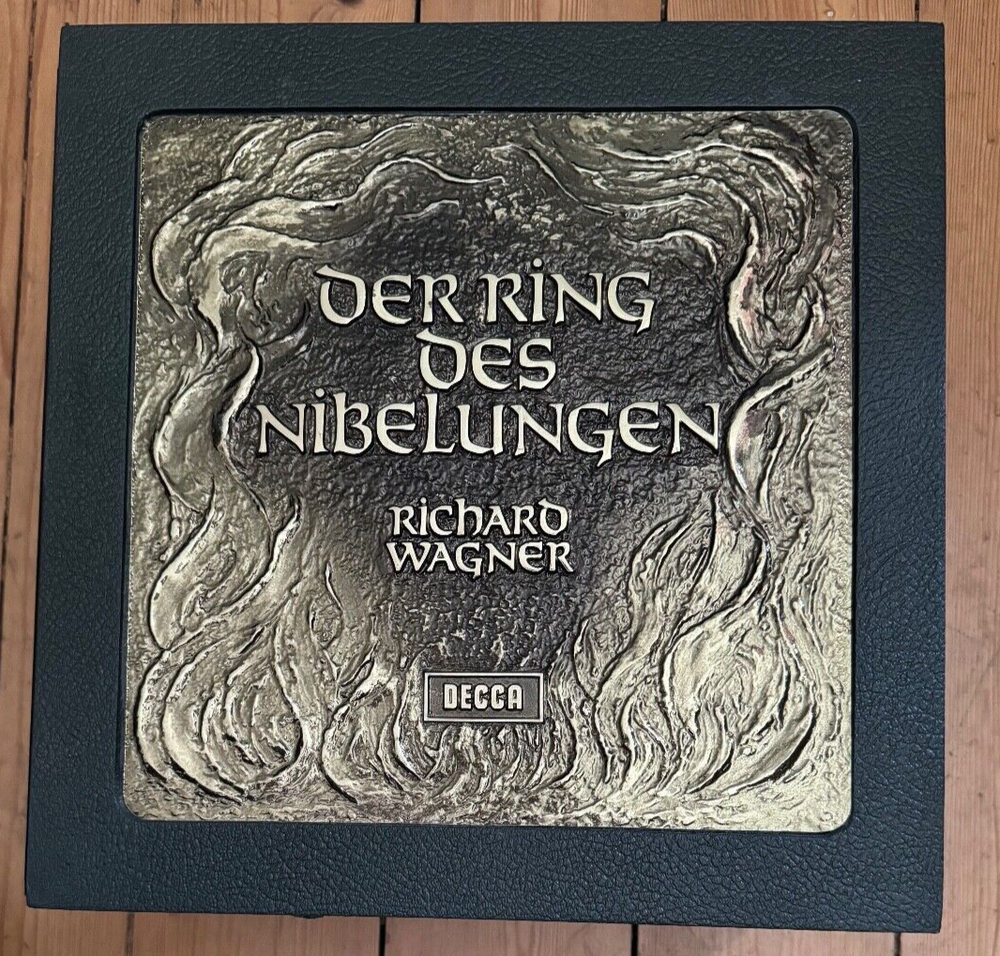 DER RING
DES
NIBELUNGEN
RICHARD
WAGNER
DECCA